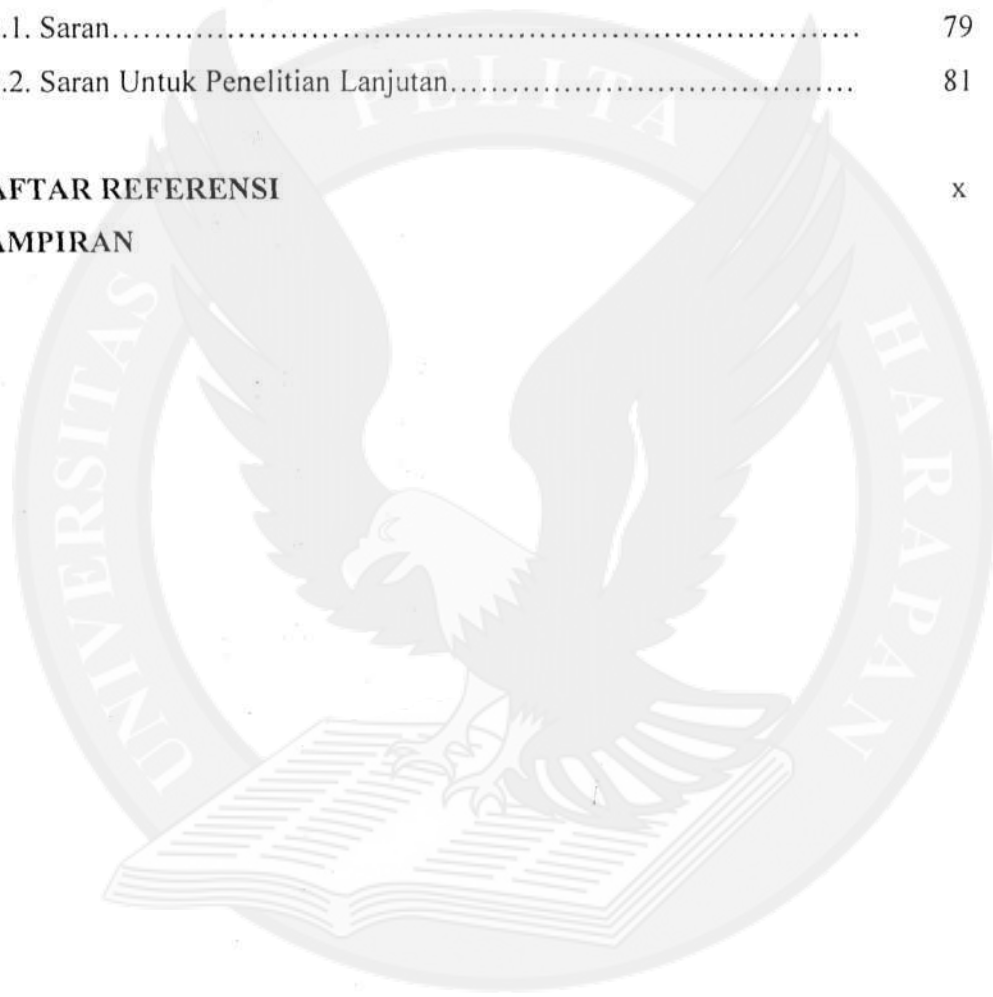 .1. Saran........................................................................ 79
.2. Saran Untuk Penelitian Lanjutan....................................... 81
AFTAR REFERENSI x
AMPIRAN
UNIVERSITAS PELITA HARAPAN